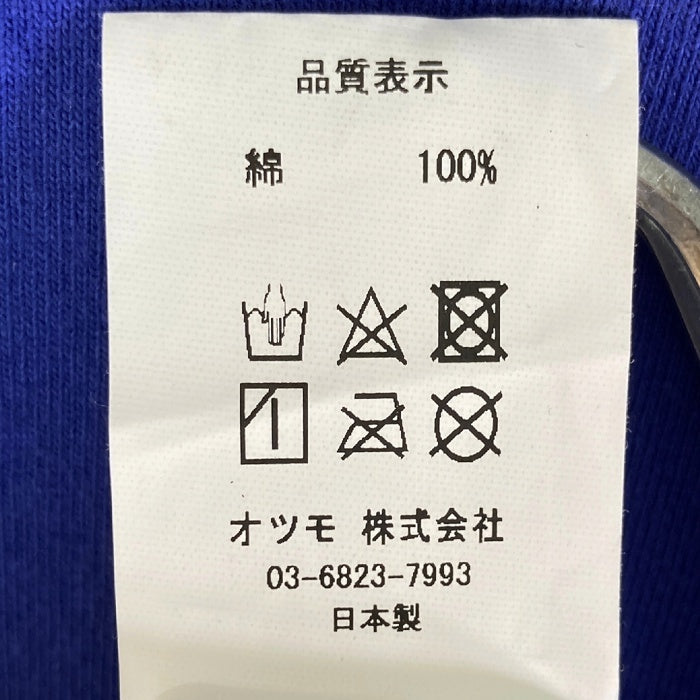 品質表示
綿 100%
オツモ 株式会社
03-6823-7993
日本製